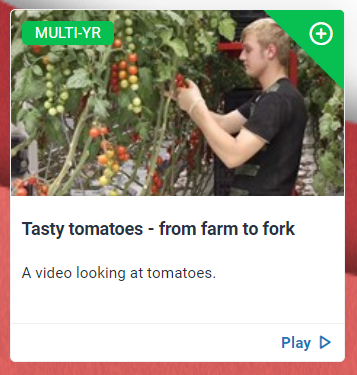 MULTI-YR
Tasty tomatoes - from farm to fork
A video looking at tomatoes.
Play